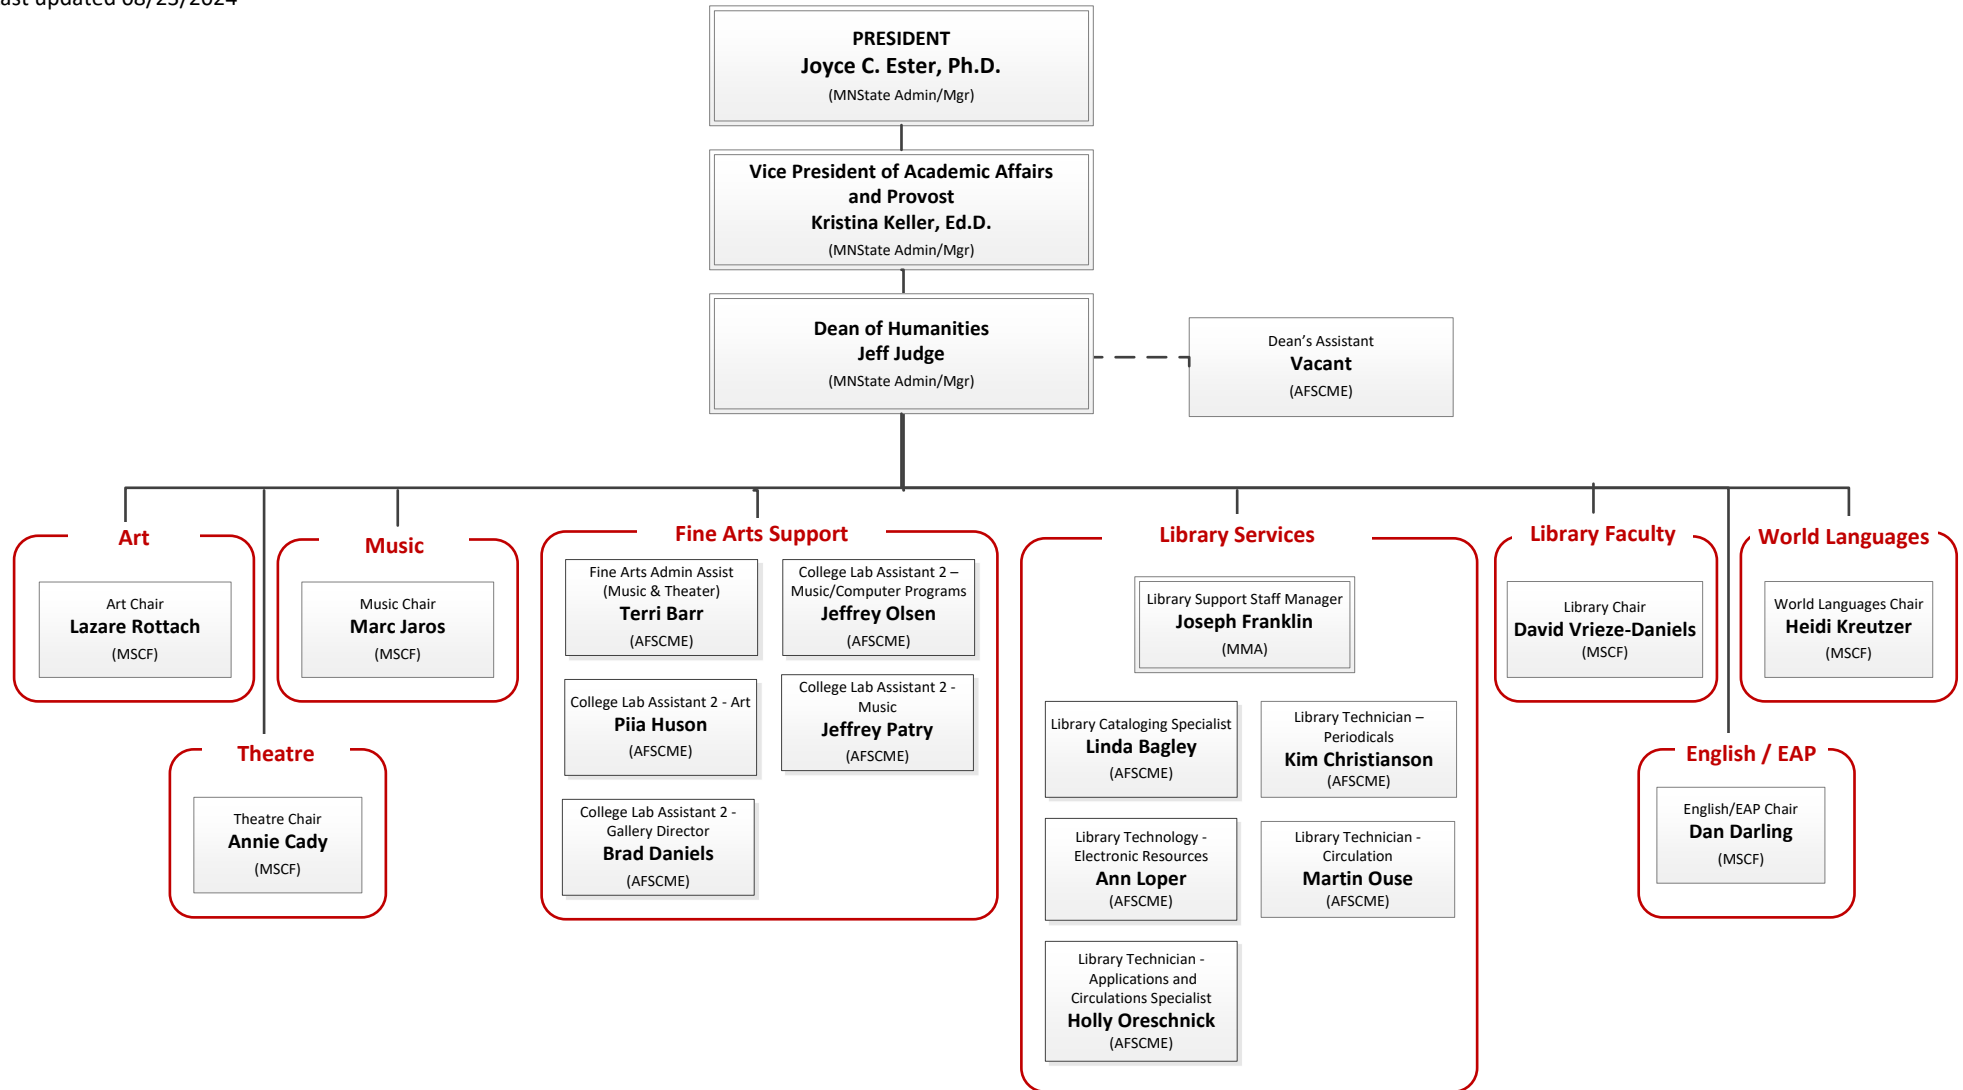 last updated 08/23/2024
PRESIDENT
Joyce C. Ester, Ph.D.
(MNState Admin/Mgr)
Vice President of Academic Affairs
and Provost
Kristina Keller, Ed.D.
(MNState Admin/Mgr)
Dean of Humanities
Jeff Judge
(MNState Admin/Mgr)
Dean’s Assistant
Vacant
(AFSCME)
Art
Art Chair
Lazare Rottach
(MSCF)
Theatre
Theatre Chair
Annie Cady
(MSCF)
Music
Music Chair
Marc Jaros
(MSCF)
Fine Arts Support
Fine Arts Admin Assist
(Music & Theater)
Terri Barr
(AFSCME)
College Lab Assistant 2 –
Music/Computer Programs
Jeffrey Olsen
(AFSCME)
College Lab Assistant 2 - Art
Piia Huson
(AFSCME)
College Lab Assistant 2 -
Music
Jeffrey Patry
(AFSCME)
College Lab Assistant 2 -
Gallery Director
Brad Daniels
(AFSCME)
Library Services
Library Support Staff Manager
Joseph Franklin
(MMA)
Library Cataloging Specialist
Linda Bagley
(AFSCME)
Library Technician –
Periodicals
Kim Christianson
(AFSCME)
Library Technology -
Electronic Resources
Ann Loper
(AFSCME)
Library Technician -
Circulation
Martin Ouse
(AFSCME)
Library Technician -
Applications and
Circulations Specialist
Holly Oreschnick
(AFSCME)
Library Faculty
Library Chair
David Vrieze-Daniels
(MSCF)
World Languages
World Languages Chair
Heidi Kreutzer
(MSCF)
English / EAP
English/EAP Chair
Dan Darling
(MSCF)